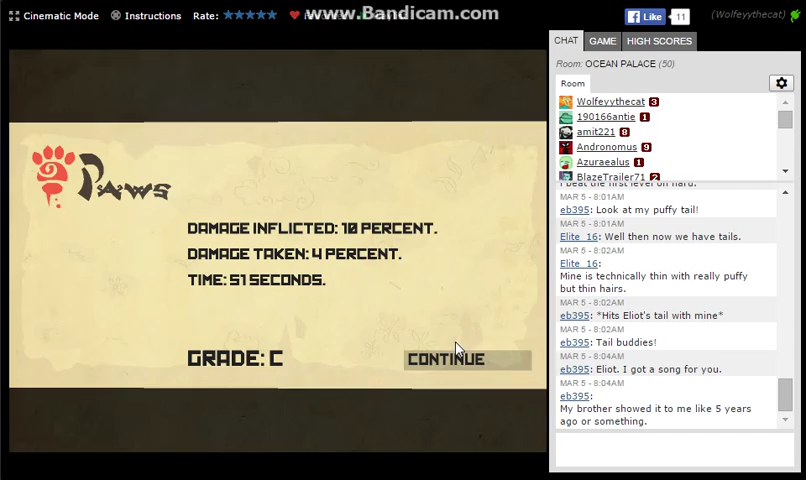 Cinematic Mode
Instructions
Rate:
www.Bandicam.com
Like
11
(Wolfeyythecat)
CHAT
GAME
HIGH SCORES
Room: OCEAN PALACE (50)
Room
Wolfeyythecat 3
190166antie 1
amit221 8
Andronomus 9
Azuraealus 1
BlazeTrailer71 2
I beat the first level on hard.
MAR 5 - 8:01AM
eb395: Look at my puffy tail!
MAR 5 - 8:01AM
Elite_16: Well then now we have tails.
MAR 5 - 8:02AM
Elite_16:
Mine is technically thin with really puffy
but thin hairs.
MAR 5 - 8:02AM
eb395: *Hits Eliot's tail with mine*
MAR 5 - 8:02AM
eb395: Tail buddies!
MAR 5 - 8:04AM
eb395: Eliot. I got a song for you.
MAR 5 - 8:04AM
eb395:
My brother showed it to me like 5 years
ago or something.
PAWS
DAMAGE INFLICTED: 10 PERCENT.
DAMAGE TAKEN: 4 PERCENT.
TIME: 51 SECONDS.
GRADE: C
CONTINUE